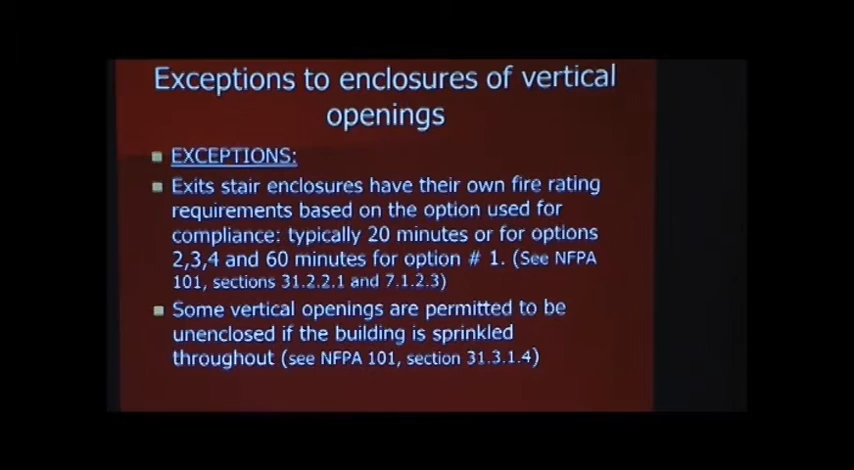 Exceptions to enclosures of vertical
openings
EXCEPTIONS:
Exits stair enclosures have their own fire rating
requirements based on the option used for
compliance: typically 20 minutes or for options
2,3,4 and 60 minutes for option # 1. (See NFPA
101, sections 31.2.2.1 and 7.1.2.3)
Some vertical openings are permitted to be
unenclosed if the building is sprinkled
throughout (see NFPA 101, section 31.3.1.4)